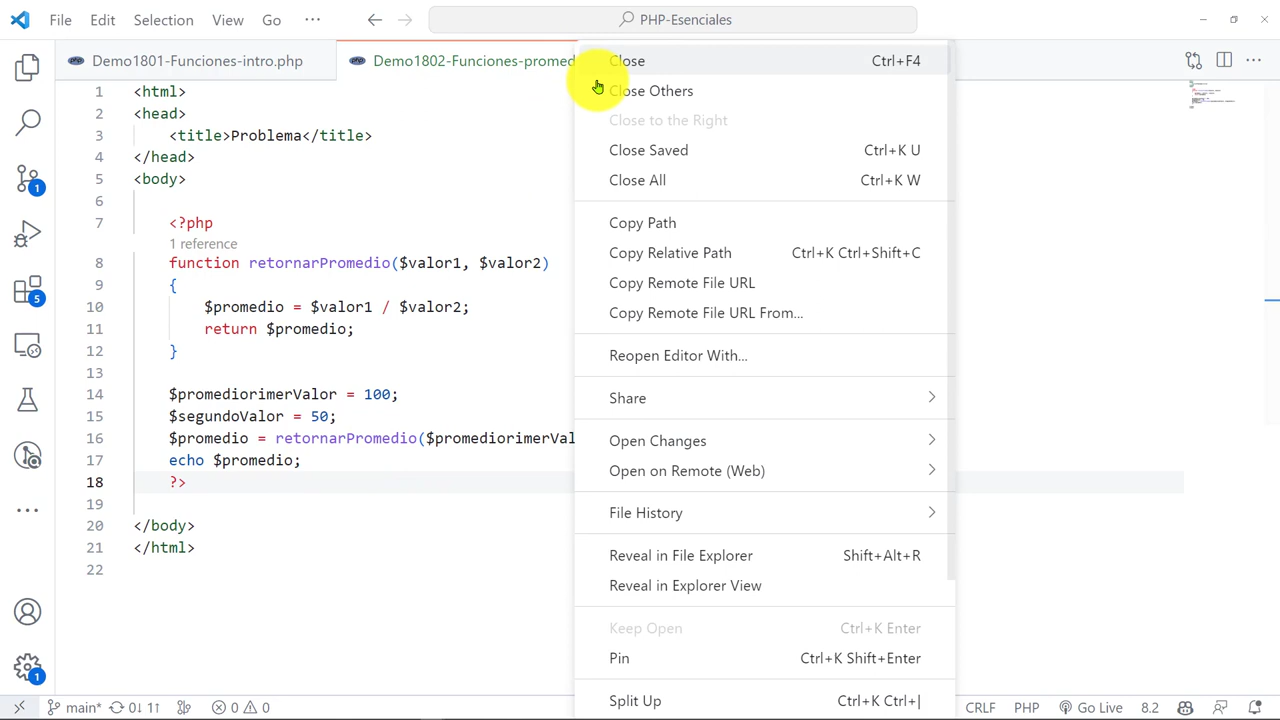 File Edit Selection View Go ··· PHP-Esenciales
Demo1801-Funciones-intro.php
Demo1802-Funciones-promed
1 <html>
2 <head>
3 <title>Problema</title>
4 </head>
5 <body>
6
7 <?php
1 reference
8 function retornarPromedio($valor1, $valor2)
9 {
10 $promedio = $valor1 / $valor2;
11 return $promedio;
12 }
13
14 $promediorimerValor = 100;
15 $segundoValor = 50;
16 $promedio = retornarPromedio($promediorimerVal
17 echo $promedio;
18 ?>
19
20 </body>
21 </html>
22
Close Ctrl+F4
Close Others
Close to the Right
Close Saved Ctrl+K U
Close All Ctrl+K W
Copy Path
Copy Relative Path Ctrl+K Ctrl+Shift+C
Copy Remote File URL
Copy Remote File URL From...
Reopen Editor With...
Share
Open Changes
Open on Remote (Web)
File History
Reveal in File Explorer Shift+Alt+R
Reveal in Explorer View
Keep Open Ctrl+K Enter
Pin Ctrl+K Shift+Enter
Split Up Ctrl+K Ctrl+|
1
5
1
main* 0↓ 1↑ 0 0 CRLF PHP Go Live 8.2